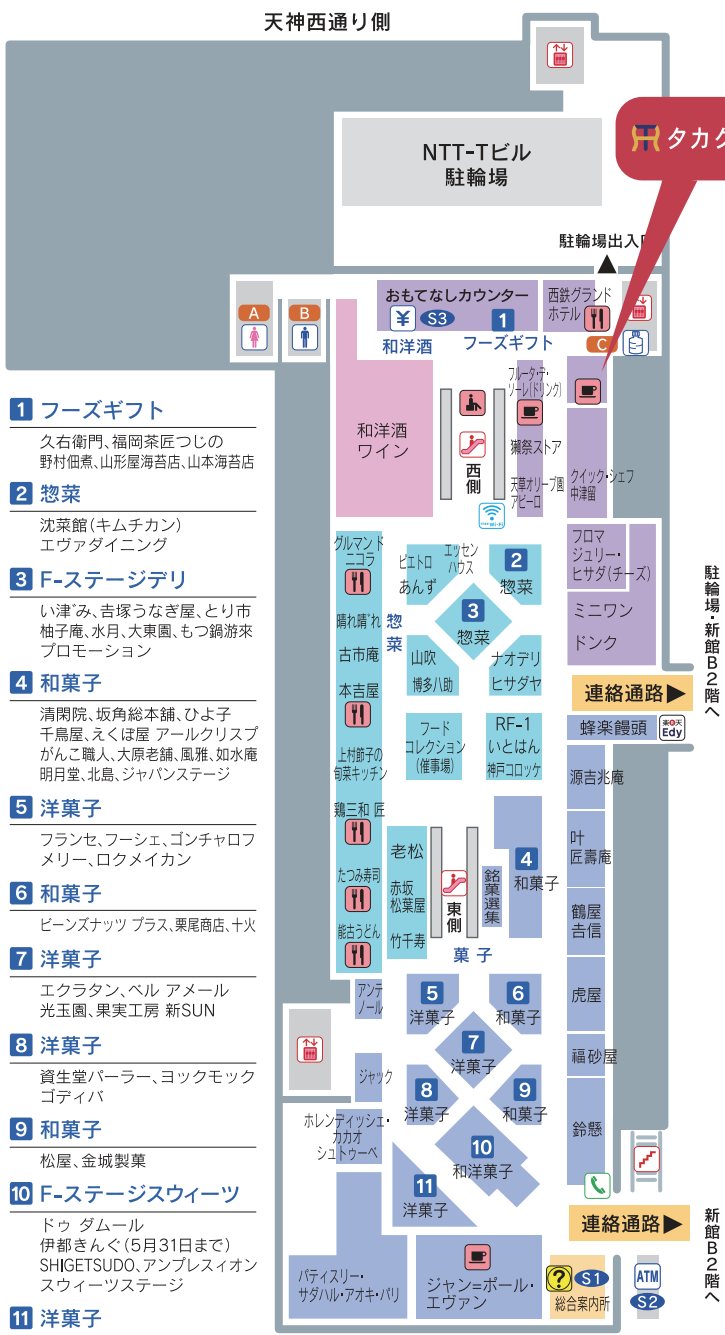 天神西通り側
NTT-Tビル
駐輪場
タカク
駐輪場出入
A
B
おもてなしカウンター
¥ S3
1
和洋酒
フーズギフト
西鉄グランド
ホテル
C
和洋酒
ワイン
西側
フルータ・デ・
ソーレ(ドリンク)
獺祭ストア
天草オリーブ園
アビーロ
クイック・シェフ
中津留
Wi-Fi
フロマ
ジュリー・
ヒサダ(チーズ)
ミニワン
ドンク
駐輪場・新館B2階へ
連絡通路▶
蜂楽饅頭
楽天
Edy
グルマンド
ニコラ
晴れ晴れ
古市庵
本吉屋
上村節子の
旬菜キッチン
鶏三和 匠
たつみ寿司
能古うどん
惣菜
ピエトロ
あんず
エッセン
ハウス
2
惣菜
3
惣菜
山吹
博多八助
ナオデリ
ヒサダヤ
フード
コレクション
(催事場)
RF-1
いとはん
神戸コロッケ
老松
赤坂
松葉屋
竹千寿
東側
銘菓選集
4
和菓子
菓子
源吉兆庵
叶
匠壽庵
鶴屋
𠮷信
虎屋
福砂屋
鈴懸
アンテ
ノール
ジャック
5
洋菓子
6
和菓子
7
洋菓子
8
洋菓子
9
和菓子
10
和洋菓子
11
洋菓子
ホレンディッシェ・
カカオ
シュトゥーベ
パティスリー・
サダハル・アオキ・パリ
ジャン=ポール・
エヴァン
? S1
総合案内所
ATM
S2
連絡通路▶
新館B2階へ
1 フーズギフト
久右衛門、福岡茶匠つじの
野村佃煮、山形屋海苔店、山本海苔店
2 惣菜
沈菜館(キムチカン)
エヴァダイニング
3 F-ステージデリ
い津゛み、𠮷塚うなぎ屋、とり市
柚子庵、水月、大東園、もつ鍋游來
プロモーション
4 和菓子
清閑院、坂角総本舗、ひよ子
千鳥屋、えくぼ屋 アールクリスプ
がんこ職人、大原老舗、風雅、如水庵
明月堂、北島、ジャパンステージ
5 洋菓子
フランセ、フーシェ、ゴンチャロフ
メリー、ロクメイカン
6 和菓子
ビーンズナッツ プラス、栗尾商店、十火
7 洋菓子
エクラタン、ベル アメール
光玉園、果実工房 新SUN
8 洋菓子
資生堂パーラー、ヨックモック
ゴディバ
9 和菓子
松屋、金城製菓
10 F-ステージスウィーツ
ドゥ ダムール
伊都きんぐ(5月31日まで)
SHIGETSUDO、アンプレスィオン
スウィーツステージ
11 洋菓子